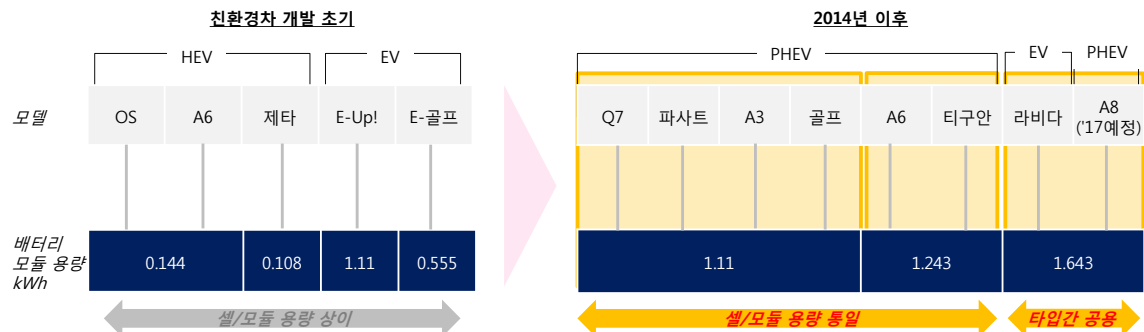 친환경차 개발 초기
2014년 이후
HEV
EV
PHEV
EV
PHEV
모델
OS
A6
제타
E-Up!
E-골프
Q7
파사트
A3
골프
A6
티구안
라비다
A8
('17예정)
배터리
모듈 용량
kWh
0.144
0.108
1.11
0.555
1.11
1.243
1.643
셀/모듈 용량 상이
셀/모듈 용량 통일
타입간 공용